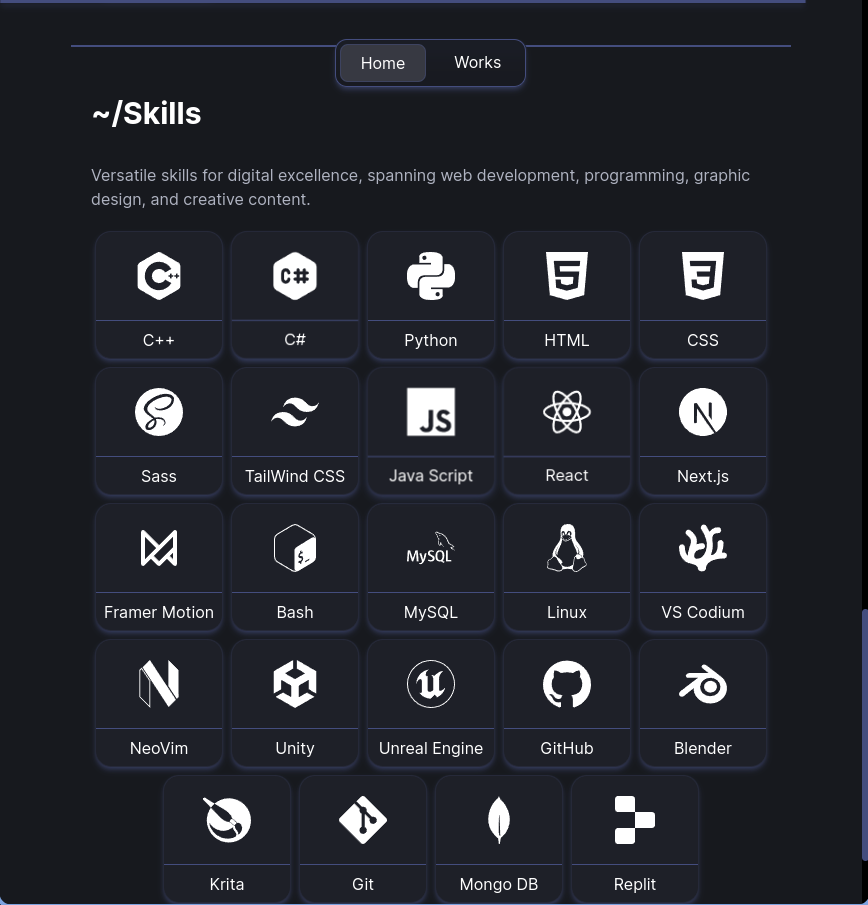 Home Works
~/Skills
Versatile skills for digital excellence, spanning web development, programming, graphic
design, and creative content.
C++ C# 5 3
C++ C# Python HTML CSS
JS N
Sass TailWind CSS Java Script React Next.js
$_ MySQL
Framer Motion Bash MySQL Linux VS Codium
N u
NeoVim Unity Unreal Engine GitHub Blender
Krita Git Mongo DB Replit